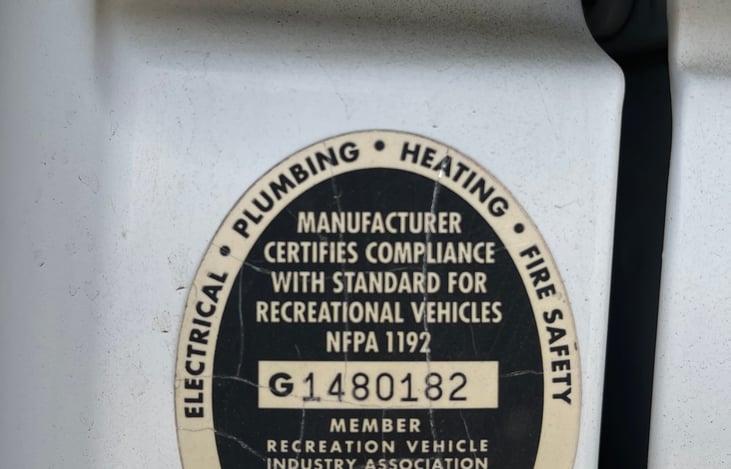 ELECTRICAL • PLUMBING • HEATING • FIRE SAFETY
MANUFACTURER
CERTIFIES COMPLIANCE
WITH STANDARD FOR
RECREATIONAL VEHICLES
NFPA 1192
G1480182
MEMBER
RECREATION VEHICLE
INDUSTRY ASSOCIATION